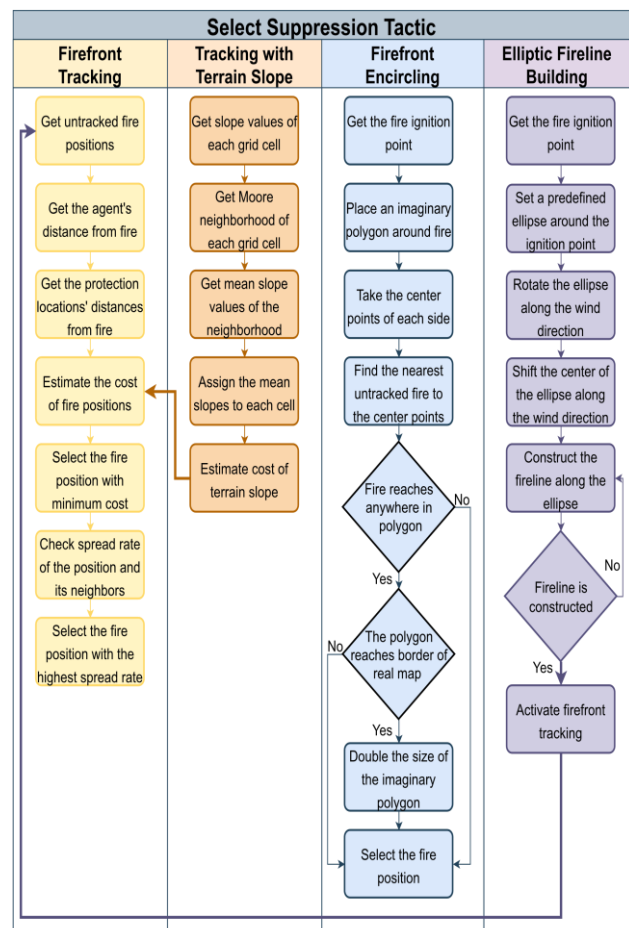 Select Suppression Tactic
Firefront
Tracking
Get untracked fire
positions
Get the agent's
distance from fire
Get the protection
locations' distances
from fire
Estimate the cost
of fire positions
Select the fire
position with
minimum cost
Check spread rate
of the position and
its neighbors
Select the fire
position with the
highest spread rate
Tracking with
Terrain Slope
Get slope values of
each grid cell
Get Moore
neighborhood of
each grid cell
Get mean slope
values of the
neighborhood
Assign the mean
slopes to each cell
Estimate cost of
terrain slope
Firefront
Encircling
Get the fire ignition
point
Place an imaginary
polygon around fire
Take the center
points of each side
Find the nearest
untracked fire to
the center points
Fire reaches
anywhere in
polygon
No
Yes
The polygon
reaches border of
real map
No
Yes
Double the size of
the imaginary
polygon
Select the fire
position
Elliptic Fireline
Building
Get the fire ignition
point
Set a predefined
ellipse around the
ignition point
Rotate the ellipse
along the wind
direction
Shift the center of
the ellipse along
the wind direction
Construct the
fireline along the
ellipse
No
Fireline is
constructed
Yes
Activate firefront
tracking